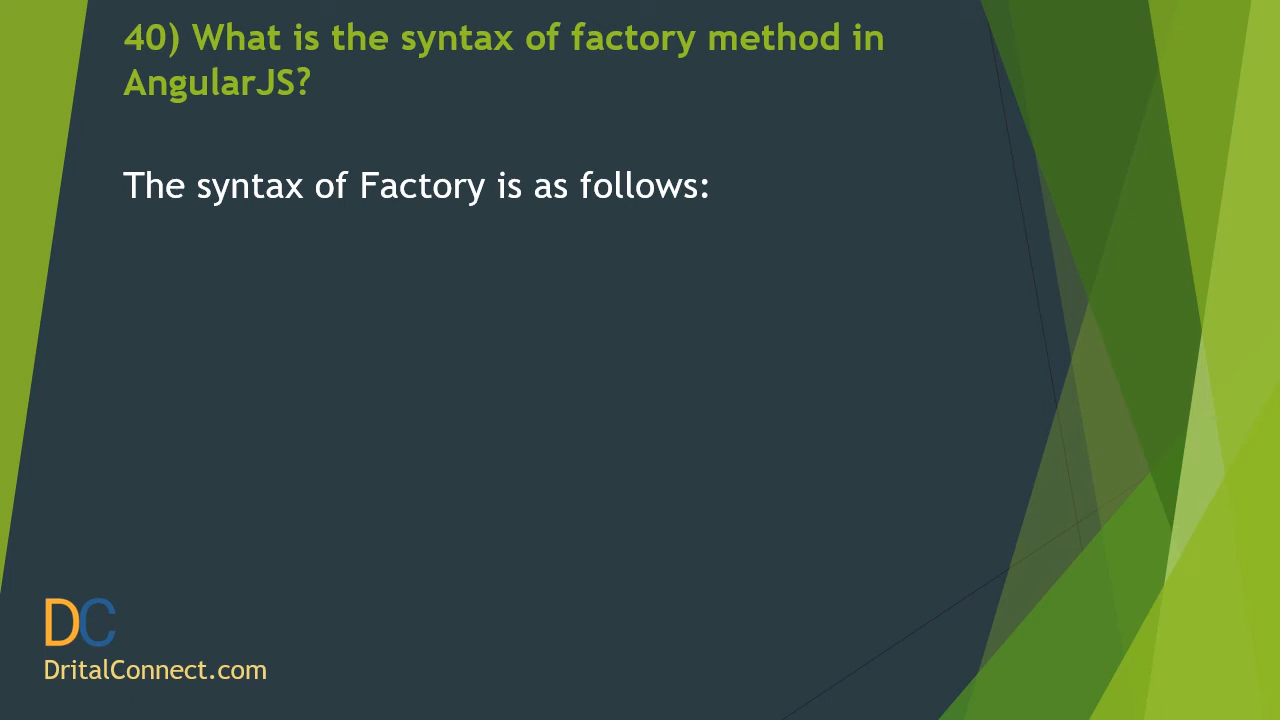 40) What is the syntax of factory method in
AngularJS?
The syntax of Factory is as follows:
DC
DritalConnect.com